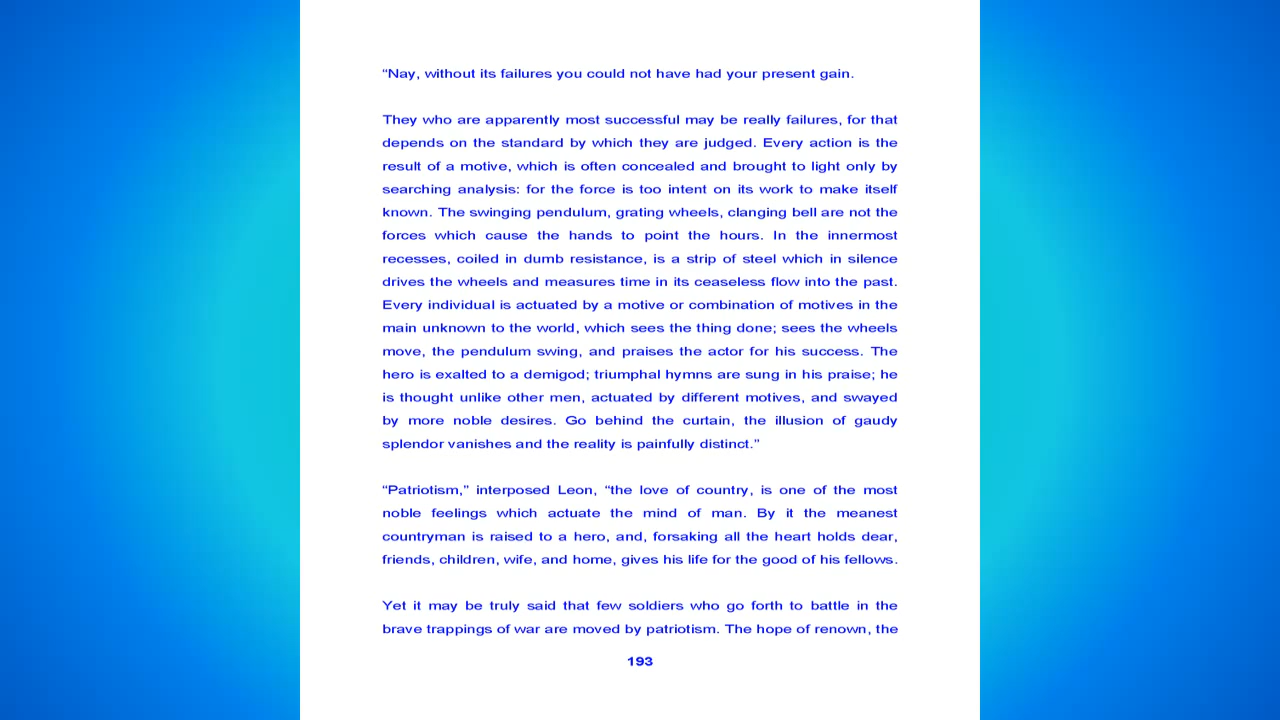 “Nay, without its failures you could not have had your present gain.
They who are apparently most successful may be really failures, for that
depends on the standard by which they are judged. Every action is the
result of a motive, which is often concealed and brought to light only by
searching analysis: for the force is too intent on its work to make itself
known. The swinging pendulum, grating wheels, clanging bell are not the
forces which cause the hands to point the hours. In the innermost
recesses, coiled in dumb resistance, is a strip of steel which in silence
drives the wheels and measures time in its ceaseless flow into the past.
Every individual is actuated by a motive or combination of motives in the
main unknown to the world, which sees the thing done; sees the wheels
move, the pendulum swing, and praises the actor for his success. The
hero is exalted to a demigod; triumphal hymns are sung in his praise; he
is thought unlike other men, actuated by different motives, and swayed
by more noble desires. Go behind the curtain, the illusion of gaudy
splendor vanishes and the reality is painfully distinct.”
“Patriotism,” interposed Leon, “the love of country, is one of the most
noble feelings which actuate the mind of man. By it the meanest
countryman is raised to a hero, and, forsaking all the heart holds dear,
friends, children, wife, and home, gives his life for the good of his fellows.
Yet it may be truly said that few soldiers who go forth to battle in the
brave trappings of war are moved by patriotism. The hope of renown, the
193